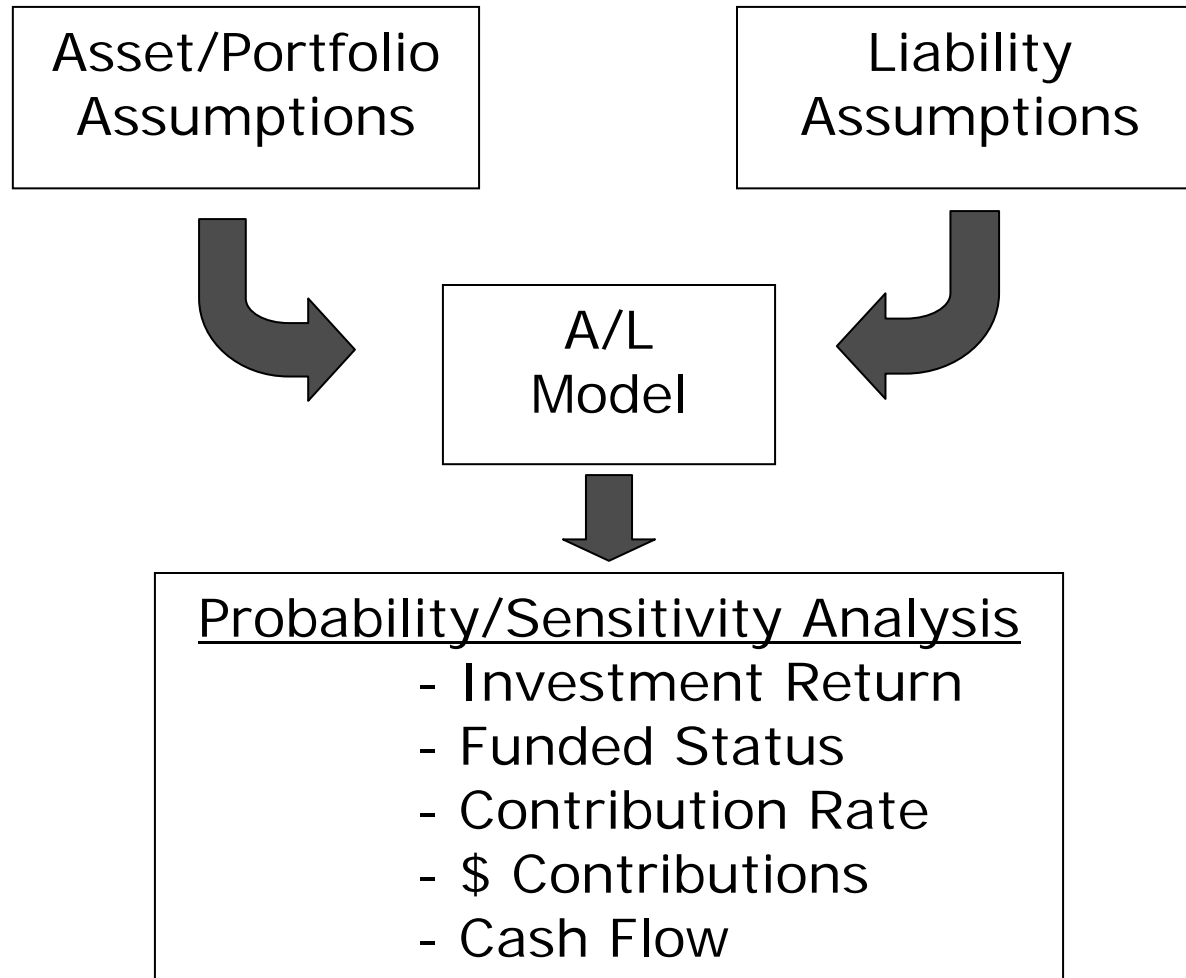 Asset/Portfolio
Assumptions
Liability
Assumptions
A/L
Model
Probability/Sensitivity Analysis
- Investment Return
- Funded Status
- Contribution Rate
- $ Contributions
- Cash Flow